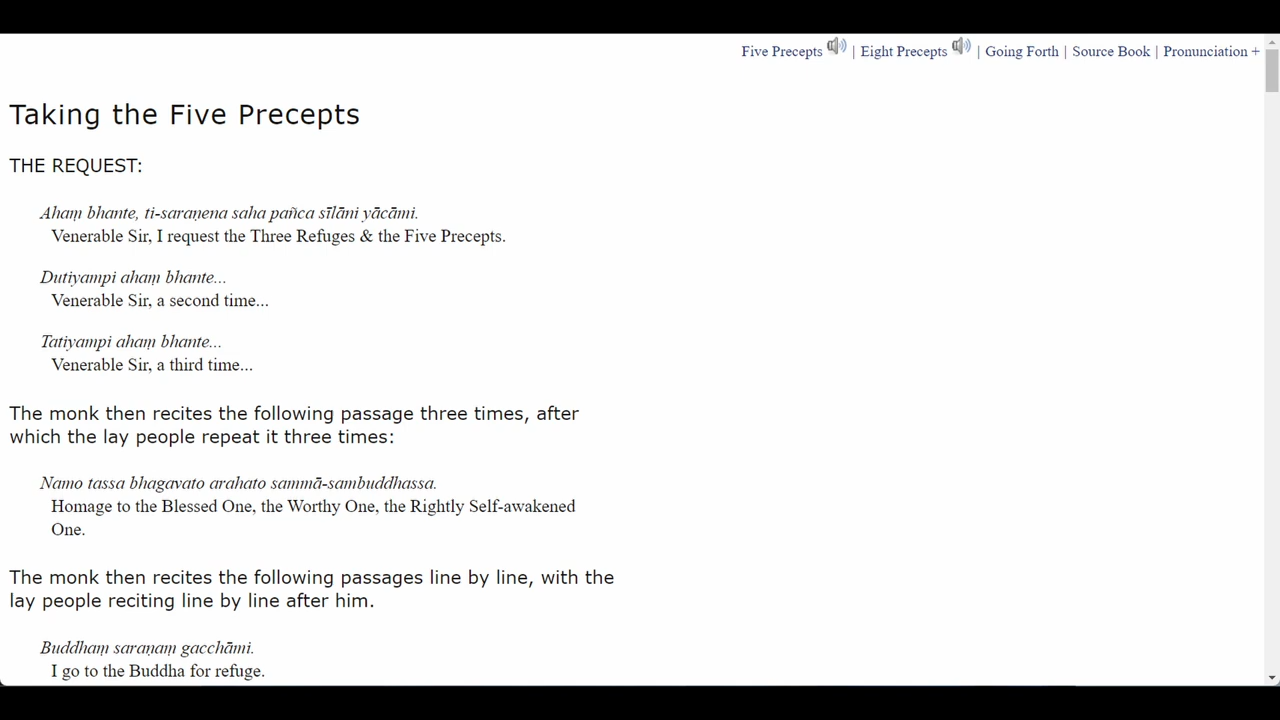 Five Precepts | Eight Precepts | Going Forth | Source Book | Pronunciation +
Taking the Five Precepts
THE REQUEST:
Ahaṃ bhante, ti-saraṇena saha pañca sīlāni yācāmi.
Venerable Sir, I request the Three Refuges & the Five Precepts.
Dutiyampi ahaṃ bhante...
Venerable Sir, a second time...
Tatiyampi ahaṃ bhante...
Venerable Sir, a third time...
The monk then recites the following passage three times, after
which the lay people repeat it three times:
Namo tassa bhagavato arahato sammā-sambuddhassa.
Homage to the Blessed One, the Worthy One, the Rightly Self-awakened
One.
The monk then recites the following passages line by line, with the
lay people reciting line by line after him.
Buddhaṃ saraṇaṃ gacchāmi.
I go to the Buddha for refuge.